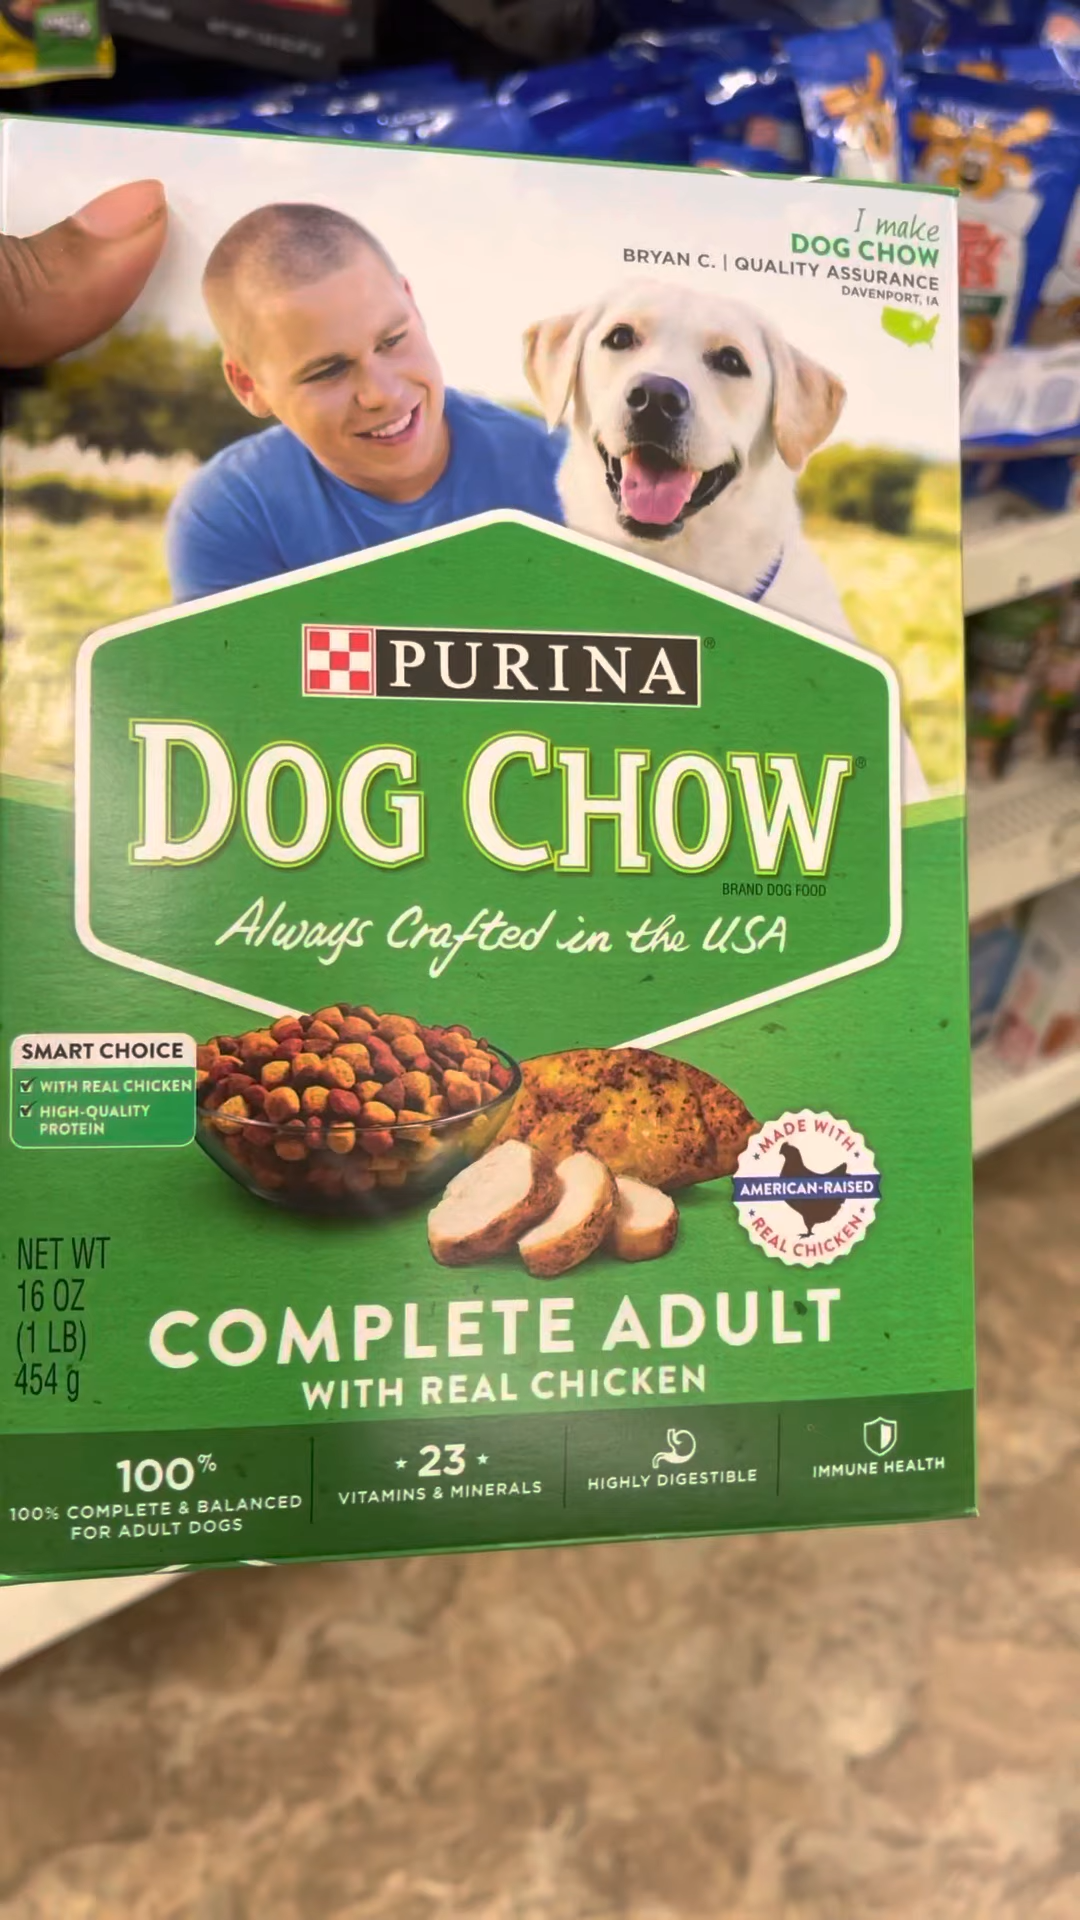 I make
DOG CHOW
BRYAN C. | QUALITY ASSURANCE
DAVENPORT, IA
PURINA®
DOG CHOW®
BRAND DOG FOOD
Always Crafted in the USA
SMART CHOICE
WITH REAL CHICKEN
HIGH-QUALITY
PROTEIN
MADE WITH
AMERICAN-RAISED
REAL CHICKEN
NET WT
16 OZ
(1 LB)
454 g
COMPLETE ADULT
WITH REAL CHICKEN
100%
100% COMPLETE & BALANCED
FOR ADULT DOGS
23
VITAMINS & MINERALS
HIGHLY DIGESTIBLE
IMMUNE HEALTH